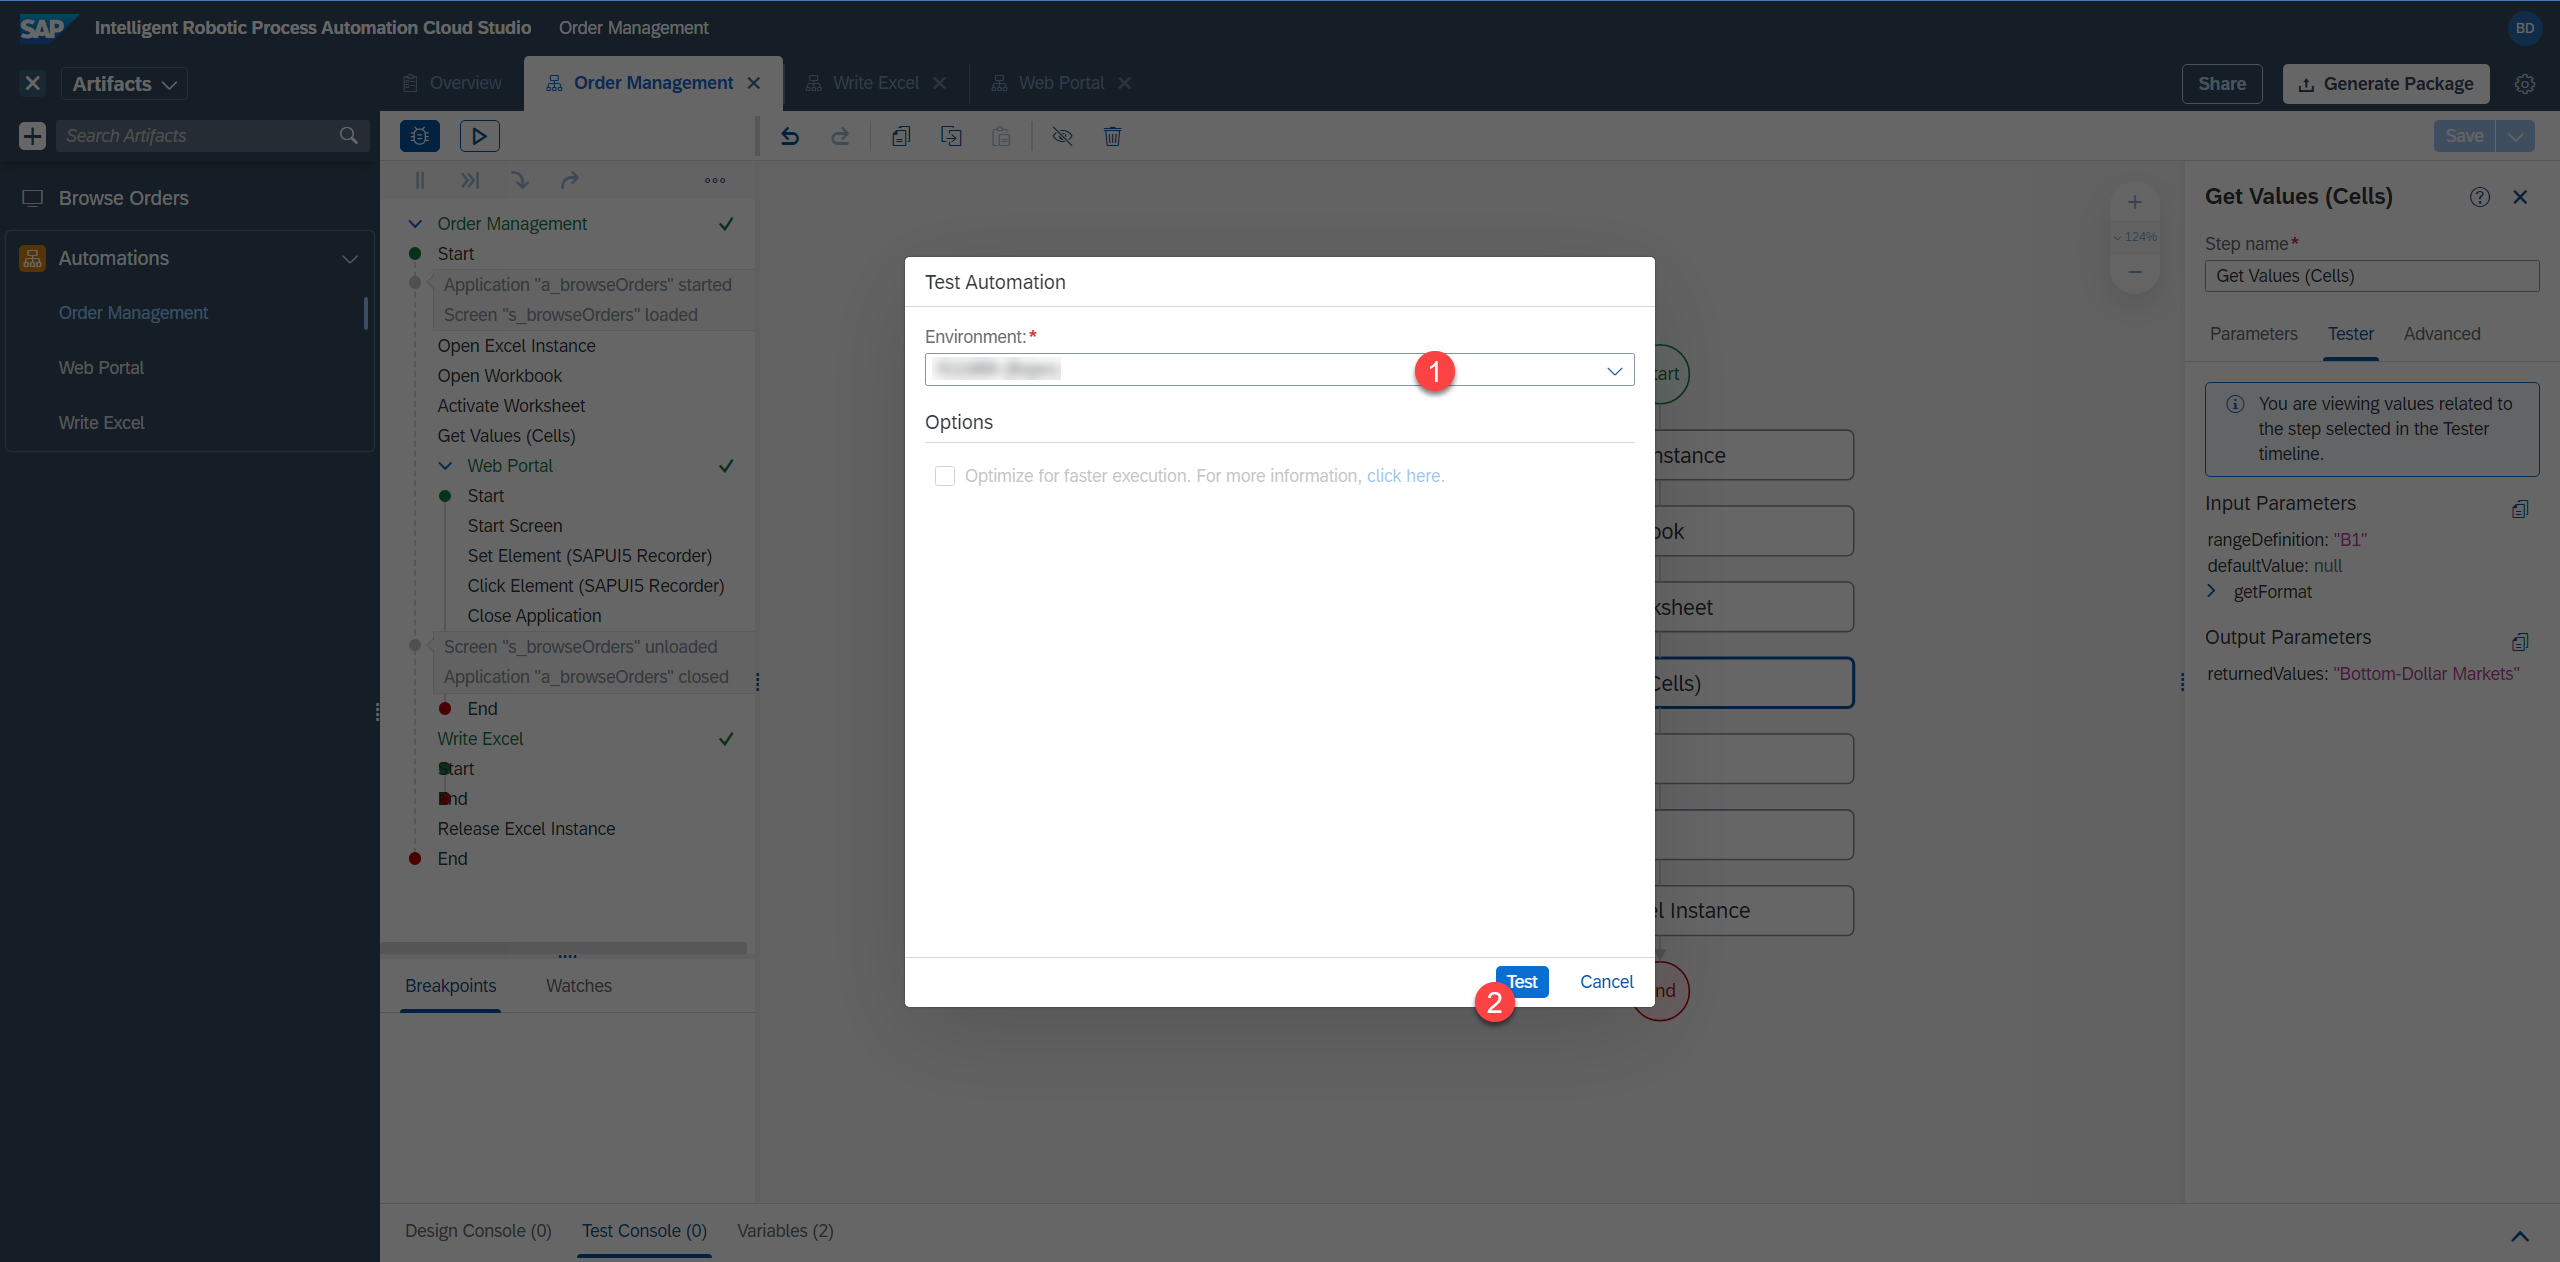 SAP Intelligent Robotic Process Automation Cloud Studio Order Management BD
Artifacts
Overview
Order Management
Write Excel
Web Portal
Share
Generate Package
Search Artifacts
Save
Browse Orders
Automations
Order Management
Web Portal
Write Excel
Order Management
Start
Application "a_browseOrders" started
Screen "s_browseOrders" loaded
Open Excel Instance
Open Workbook
Activate Worksheet
Get Values (Cells)
Web Portal
Start
Start Screen
Set Element (SAPUI5 Recorder)
Click Element (SAPUI5 Recorder)
Close Application
Screen "s_browseOrders" unloaded
Application "a_browseOrders" closed
End
Write Excel
Start
End
Release Excel Instance
End
Breakpoints
Watches
Test Automation
Environment:*
1
Options
Optimize for faster execution. For more information, click here.
Test
Cancel
2
art
nstance
ook
ksheet
Cells)
el Instance
nd
124%
Get Values (Cells)
Step name*
Get Values (Cells)
Parameters
Tester
Advanced
You are viewing values related to
the step selected in the Tester
timeline.
Input Parameters
rangeDefinition: "B1"
defaultValue: null
getFormat
Output Parameters
returnedValues: "Bottom-Dollar Markets"
Design Console (0)
Test Console (0)
Variables (2)